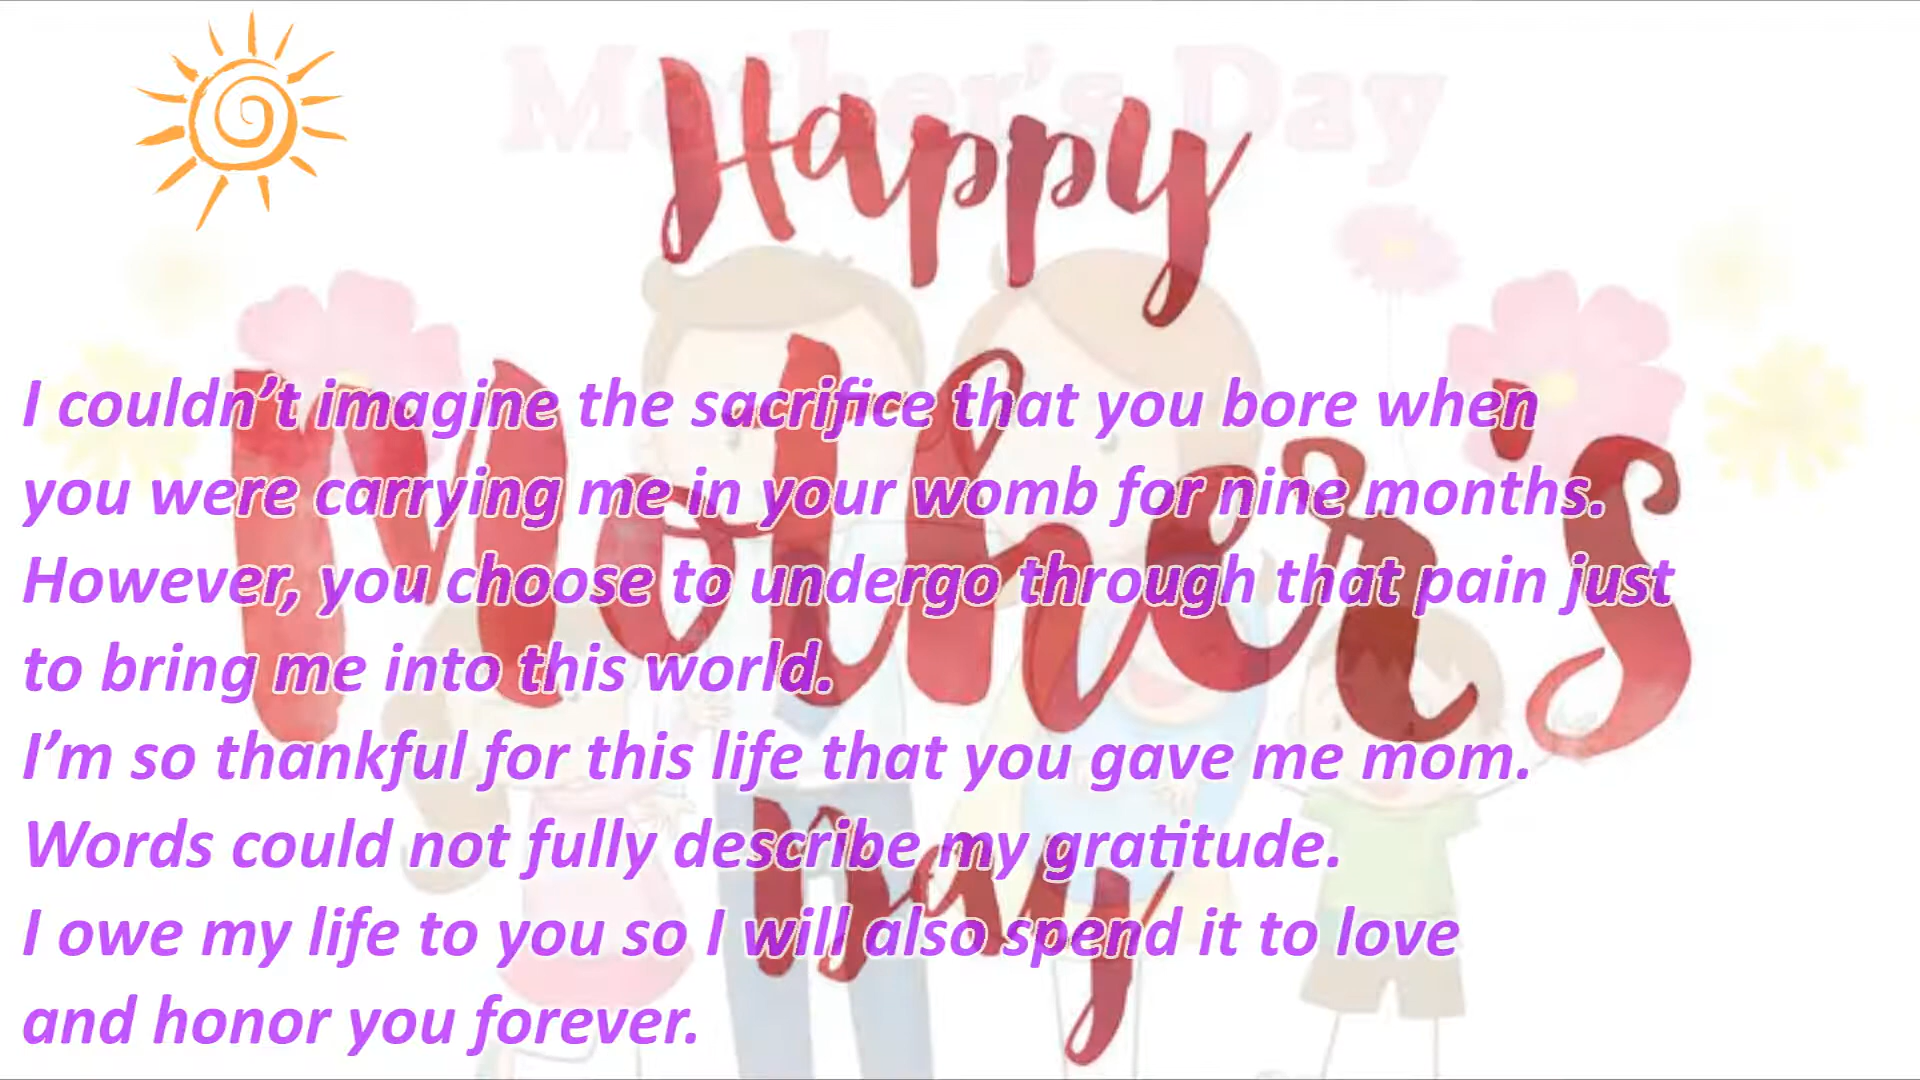 Mother's Day
Happy
Mother's
Day
I couldn’t imagine the sacrifice that you bore when
you were carrying me in your womb for nine months.
However, you choose to undergo through that pain just
to bring me into this world.
I’m so thankful for this life that you gave me mom.
Words could not fully describe my gratitude.
I owe my life to you so I will also spend it to love
and honor you forever.